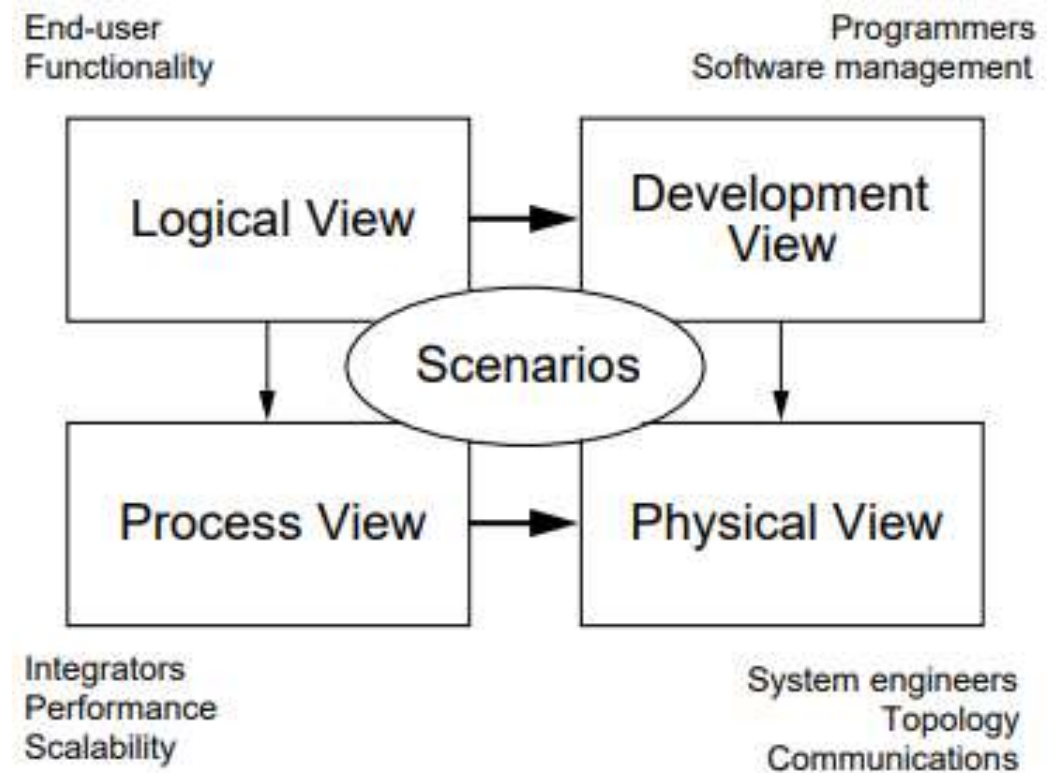 End-user
Functionality
Programmers
Software management
Logical View
Development
View
Scenarios
Process View
Physical View
Integrators
Performance
Scalability
System engineers
Topology
Communications